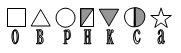 О В Р Н К С а